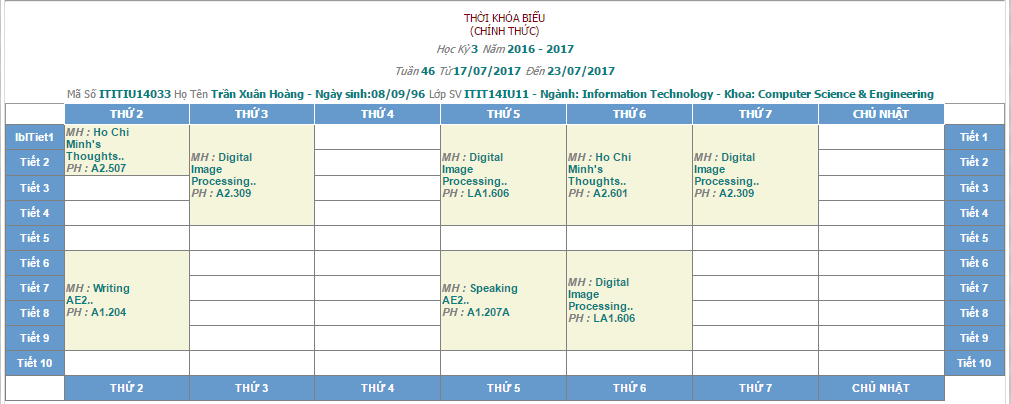 THỜI KHÓA BIỂU
(CHÍNH THỨC)
Học Kỳ 3 Năm 2016 - 2017
Tuần 46 Từ 17/07/2017 Đến 23/07/2017
Mã Số ITITIU14033 Họ Tên Trần Xuân Hoàng - Ngày sinh:08/09/96 Lớp SV ITIT14IU11 - Ngành: Information Technology - Khoa: Computer Science & Engineering
THỨ 2 THỨ 3 THỨ 4 THỨ 5 THỨ 6 THỨ 7 CHỦ NHẬT
lblTiet1
MH : Ho Chi
Minh's
Thoughts..
PH : A2.507
MH : Digital
Image
Processing..
PH : A2.309
MH : Digital
Image
Processing..
PH : LA1.606
MH : Ho Chi
Minh's
Thoughts..
PH : A2.601
MH : Digital
Image
Processing..
PH : A2.309
Tiết 1
Tiết 2 Tiết 2
Tiết 3 Tiết 3
Tiết 4 Tiết 4
Tiết 5 Tiết 5
Tiết 6
MH : Writing
AE2..
PH : A1.204
MH : Speaking
AE2..
PH : A1.207A
MH : Digital
Image
Processing..
PH : LA1.606
Tiết 6
Tiết 7 Tiết 7
Tiết 8 Tiết 8
Tiết 9 Tiết 9
Tiết 10 Tiết 10
THỨ 2 THỨ 3 THỨ 4 THỨ 5 THỨ 6 THỨ 7 CHỦ NHẬT